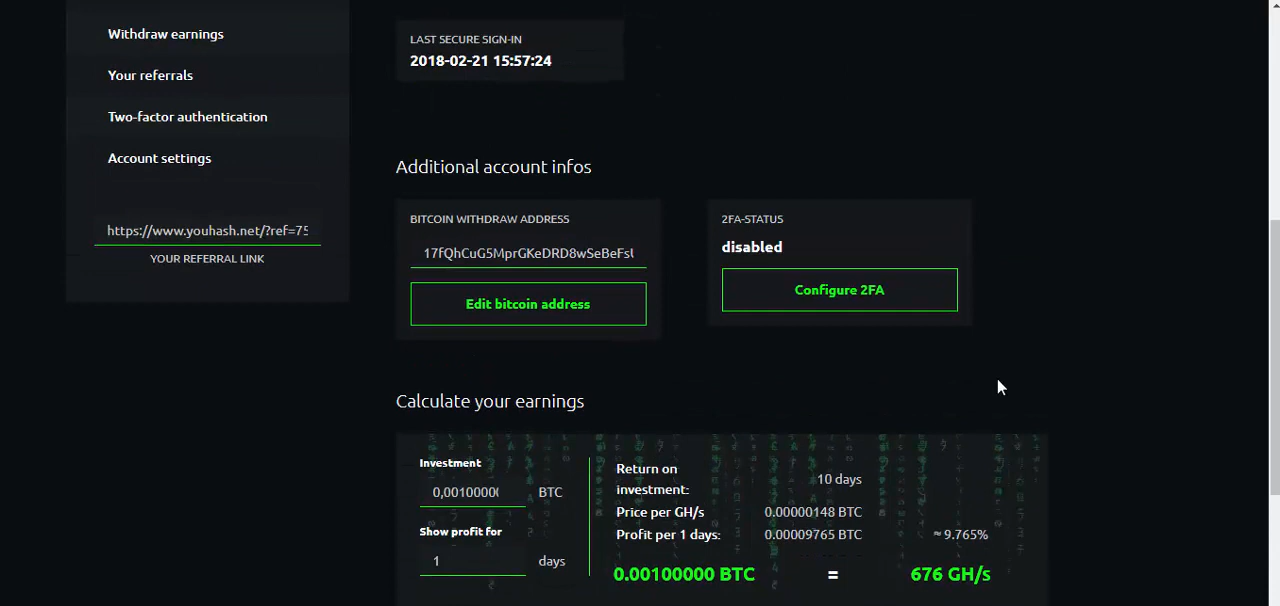 Withdraw earnings
Your referrals
Two-factor authentication
Account settings
https://www.youhash.net/?ref=75
YOUR REFERRAL LINK
LAST SECURE SIGN-IN
2018-02-21 15:57:24
Additional account infos
BITCOIN WITHDRAW ADDRESS
17fQhCuG5MprGKeDRD8wSeBeFsU
Edit bitcoin address
2FA-STATUS
disabled
Configure 2FA
Calculate your earnings
Investment
0,00100000 BTC
Show profit for
1 days
Return on
investment: 10 days
Price per GH/s 0.00000148 BTC
Profit per 1 days: 0.00009765 BTC ≈ 9.765%
0.00100000 BTC = 676 GH/s